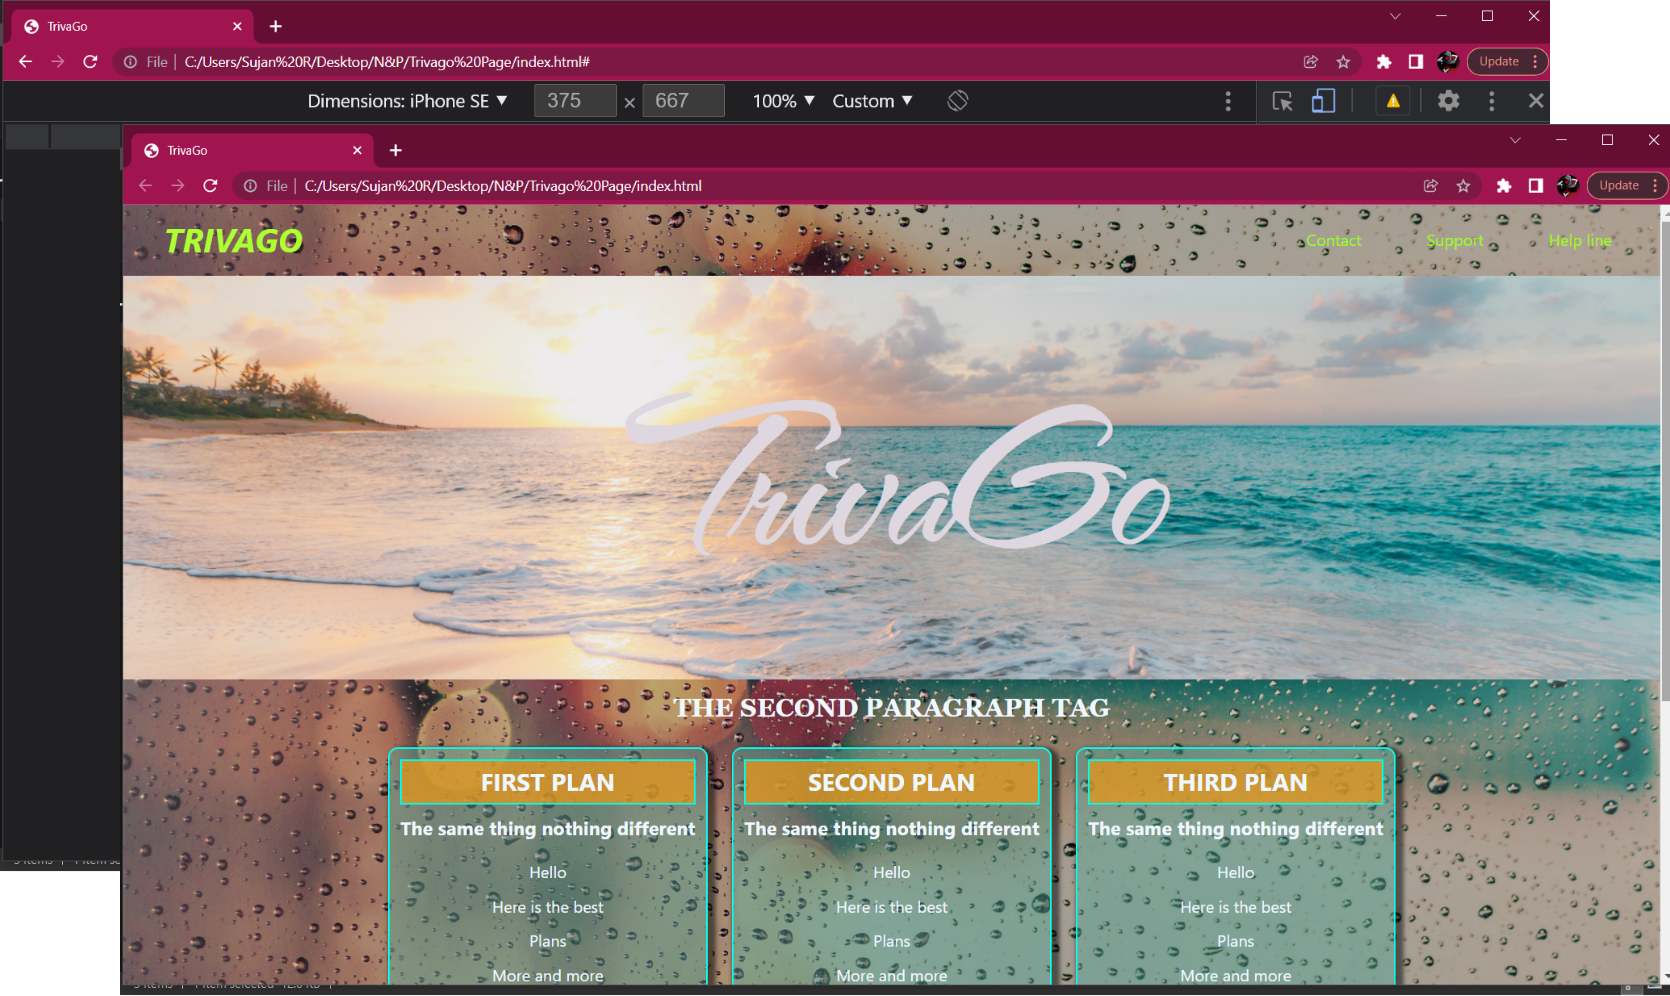 TrivaGo
File C:/Users/Sujan%20R/Desktop/N&P/Trivago%20Page/index.html# Update
Dimensions: iPhone SE 375 × 667 100% Custom
TrivaGo
File C:/Users/Sujan%20R/Desktop/N&P/Trivago%20Page/index.html Update
TRIVAGO Contact Support Help line
TrivaGo
THE SECOND PARAGRAPH TAG
FIRST PLAN SECOND PLAN THIRD PLAN
The same thing nothing different The same thing nothing different The same thing nothing different
Hello Hello Hello
Here is the best Here is the best Here is the best
Plans Plans Plans
More and more More and more More and more